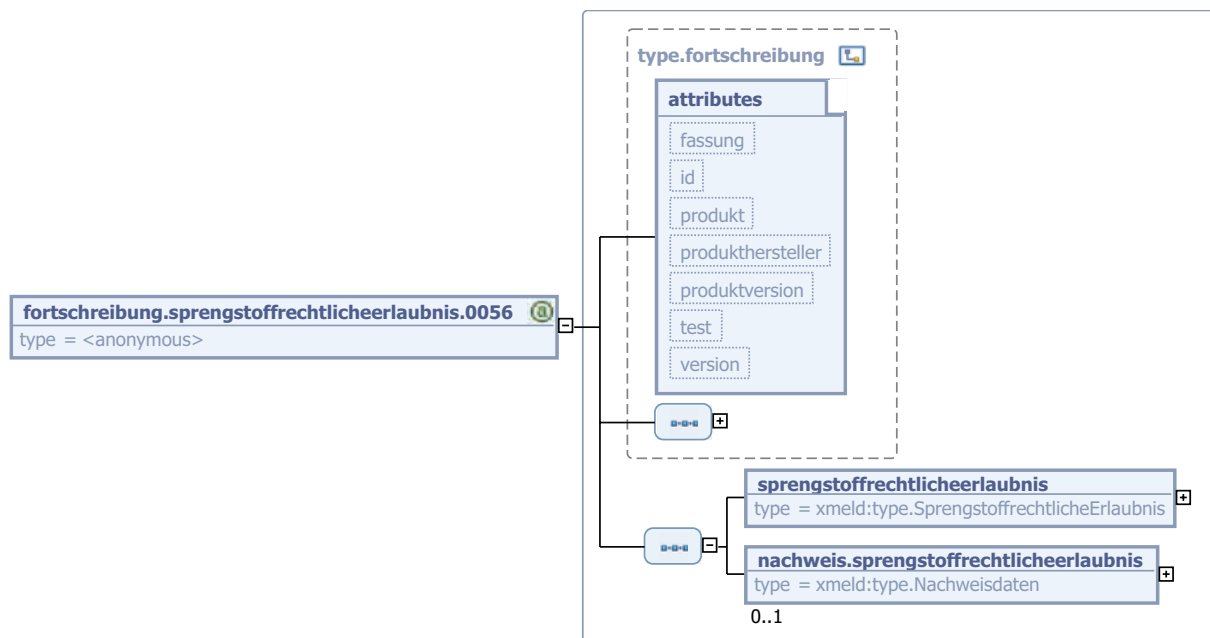 type.fortschreibung
attributes
fassung
id
produkt
produkthersteller
produktversion
test
version
fortschreibung.sprengstoffrechtlicheerlaubnis.0056
type = <anonymous>
sprengstoffrechtlicheerlaubnis
type = xmeld:type.SprengstoffrechtlicheErlaubnis
nachweis.sprengstoffrechtlicheerlaubnis
type = xmeld:type.Nachweisdaten
0..1